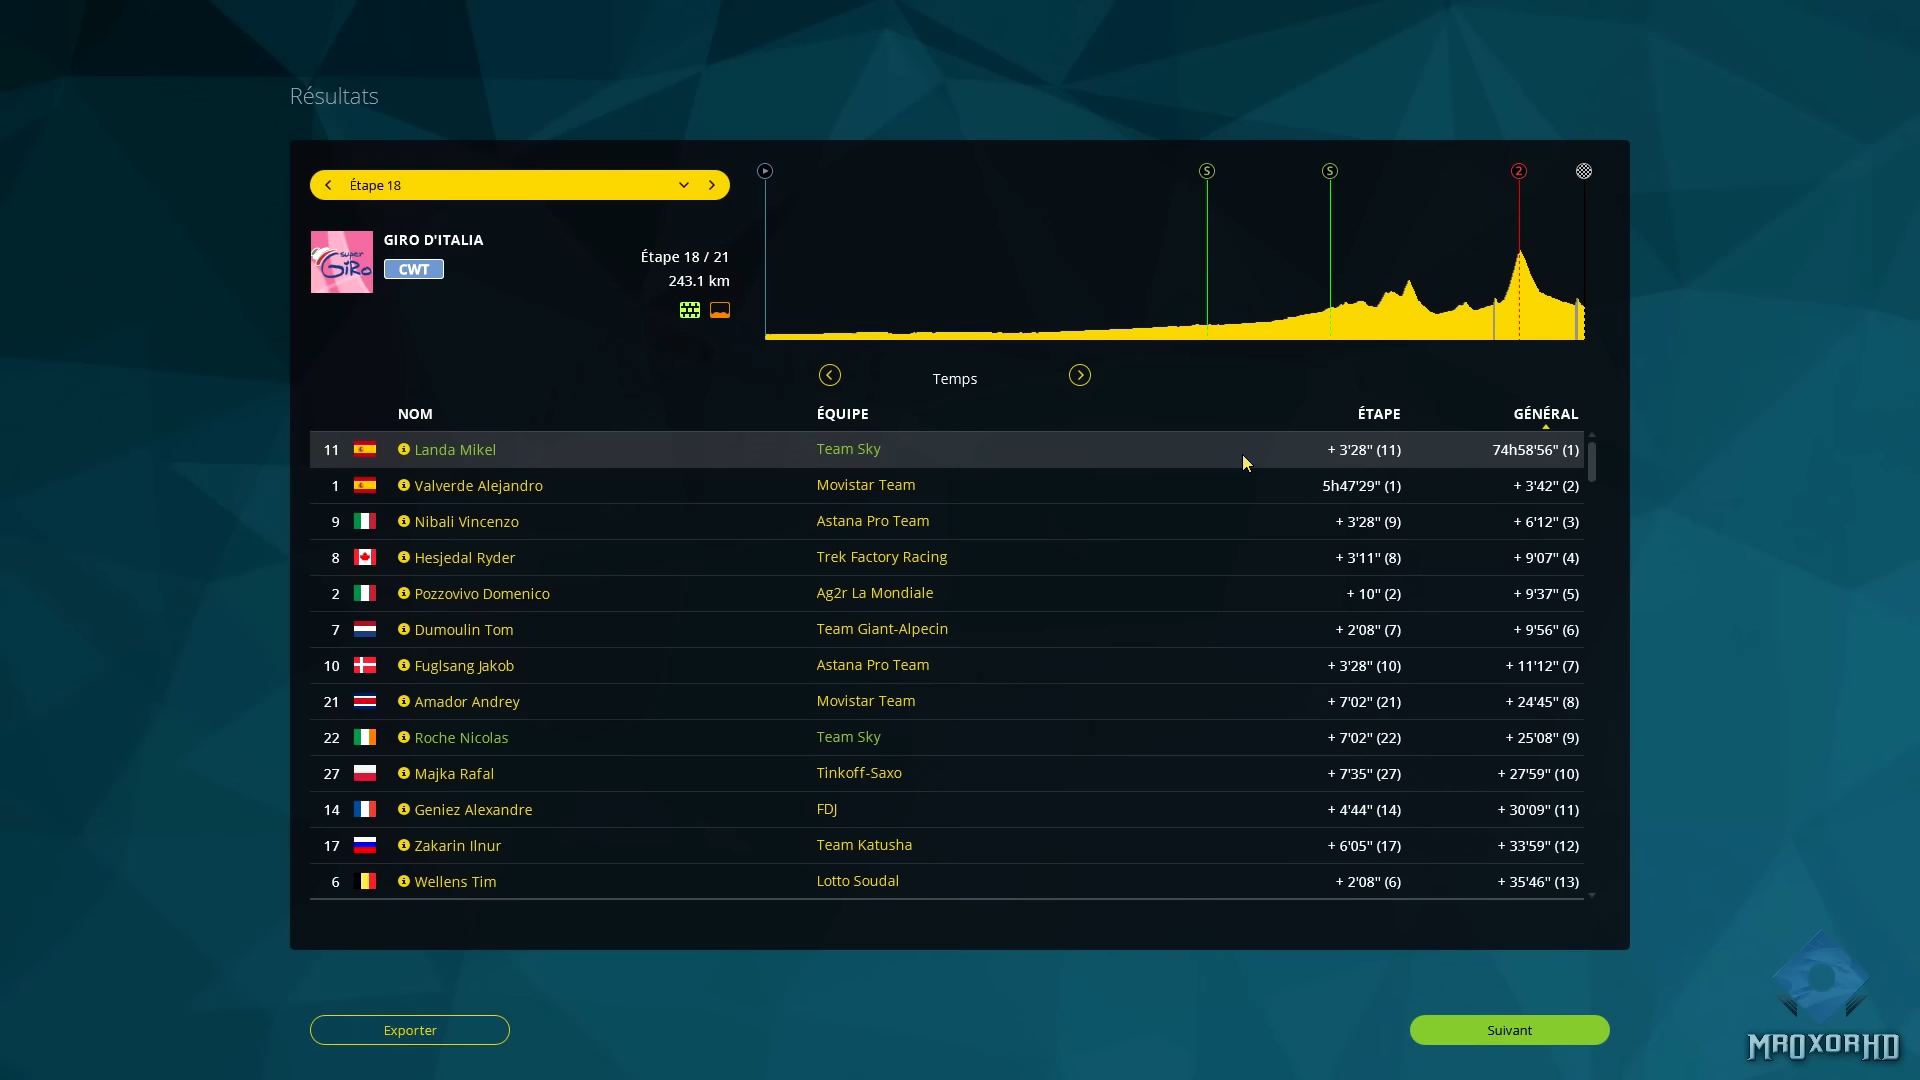 Résultats
Étape 18
S S 2
GIRO D'ITALIA
CWT
SUPER
GiRo
Étape 18 / 21
243.1 km
Temps
NOM ÉQUIPE ÉTAPE GÉNÉRAL
11 Landa Mikel Team Sky + 3'28" (11) 74h58'56" (1)
1 Valverde Alejandro Movistar Team 5h47'29" (1) + 3'42" (2)
9 Nibali Vincenzo Astana Pro Team + 3'28" (9) + 6'12" (3)
8 Hesjedal Ryder Trek Factory Racing + 3'11" (8) + 9'07" (4)
2 Pozzovivo Domenico Ag2r La Mondiale + 10" (2) + 9'37" (5)
7 Dumoulin Tom Team Giant-Alpecin + 2'08" (7) + 9'56" (6)
10 Fuglsang Jakob Astana Pro Team + 3'28" (10) + 11'12" (7)
21 Amador Andrey Movistar Team + 7'02" (21) + 24'45" (8)
22 Roche Nicolas Team Sky + 7'02" (22) + 25'08" (9)
27 Majka Rafal Tinkoff-Saxo + 7'35" (27) + 27'59" (10)
14 Geniez Alexandre FDJ + 4'44" (14) + 30'09" (11)
17 Zakarin Ilnur Team Katusha + 6'05" (17) + 33'59" (12)
6 Wellens Tim Lotto Soudal + 2'08" (6) + 35'46" (13)
Exporter
Suivant
MROXORHD